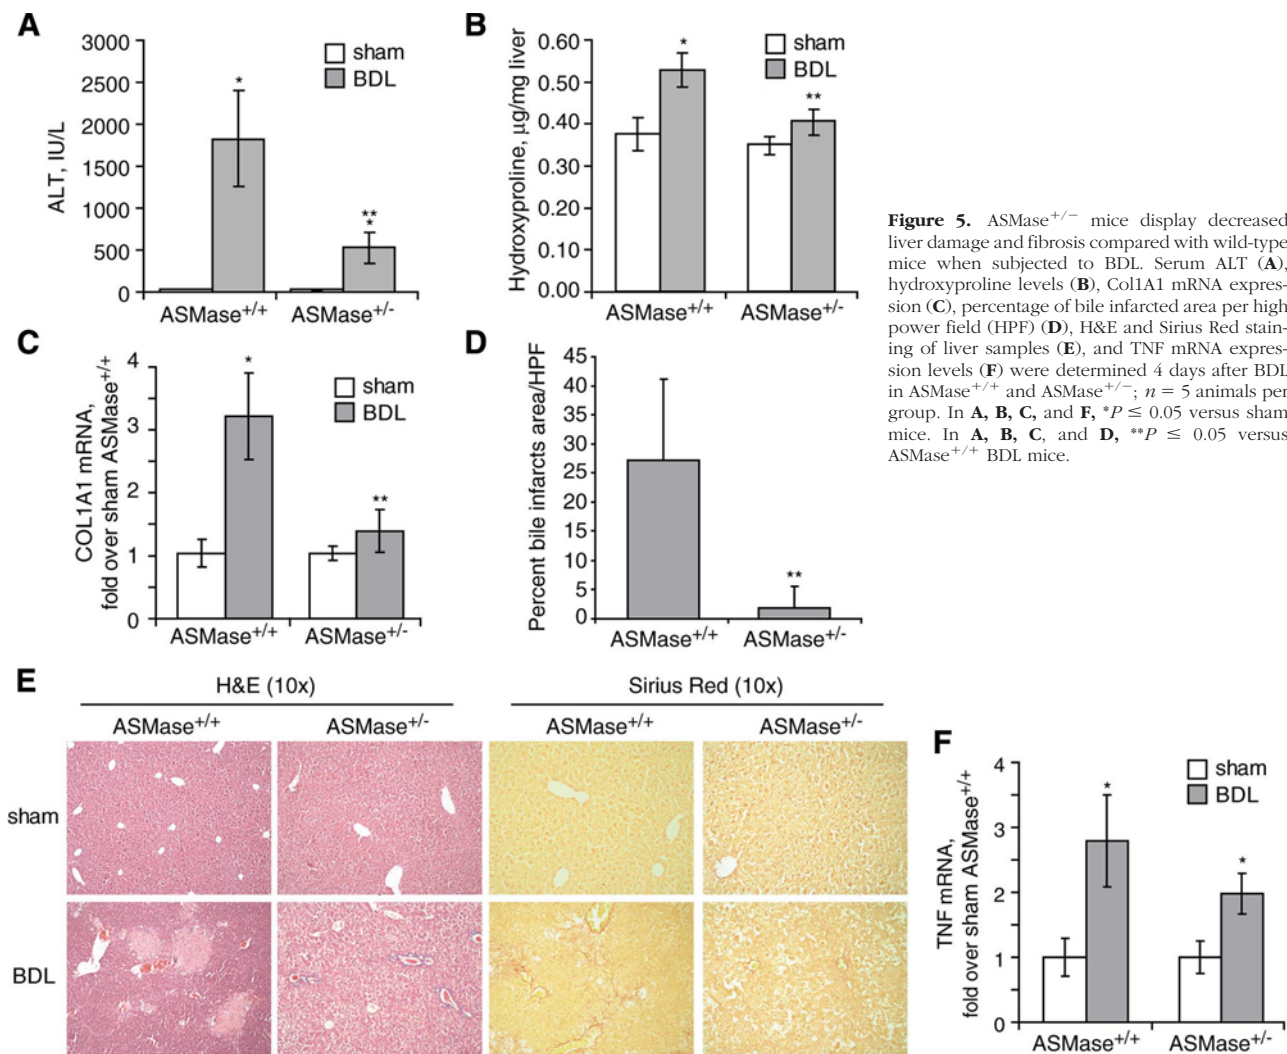 A
3000
2500
2000
1500
1000
500
0
ALT, IU/L
sham
BDL
*
**
*
ASMase+/+
ASMase+/-
B
0.60
0.50
0.40
0.30
0.20
0.10
0.00
Hydroxyproline, µg/mg liver
sham
BDL
*
**
ASMase+/+
ASMase+/-
Figure 5. ASMase+/− mice display decreased
liver damage and fibrosis compared with wild-type
mice when subjected to BDL. Serum ALT (A),
hydroxyproline levels (B), Col1A1 mRNA expres-
sion (C), percentage of bile infarcted area per high
power field (HPF) (D), H&E and Sirius Red stain-
ing of liver samples (E), and TNF mRNA expres-
sion levels (F) were determined 4 days after BDL
in ASMase+/+ and ASMase+/−; n = 5 animals per
group. In A, B, C, and F, *P ≤ 0.05 versus sham
mice. In A, B, C, and D, **P ≤ 0.05 versus
ASMase+/+ BDL mice.
C
4
3
2
1
0
COL1A1 mRNA,
fold over sham ASMase+/+
sham
BDL
*
**
ASMase+/+
ASMase+/-
D
45
40
35
30
25
20
15
10
5
0
Percent bile infarcts area/HPF
**
ASMase+/+
ASMase+/-
E
H&E (10x)
Sirius Red (10x)
ASMase+/+
ASMase+/-
ASMase+/+
ASMase+/-
sham
BDL
F
4
3
2
1
0
TNF mRNA,
fold over sham ASMase+/+
sham
BDL
*
*
ASMase+/+
ASMase+/-